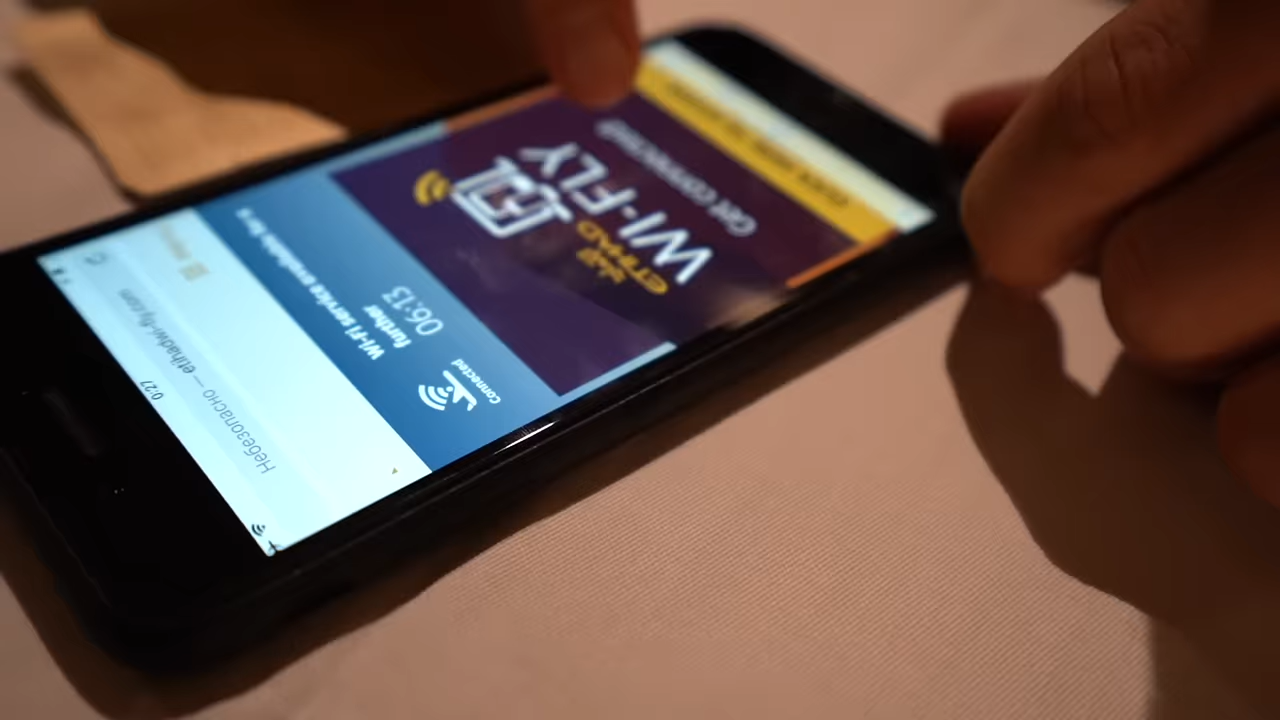 0:27
Небезопасно — etihadwi-fly.com
Wi-Fi service available for
further
06:13
Connected
ETIHAD
WI-FLY
Get connected!